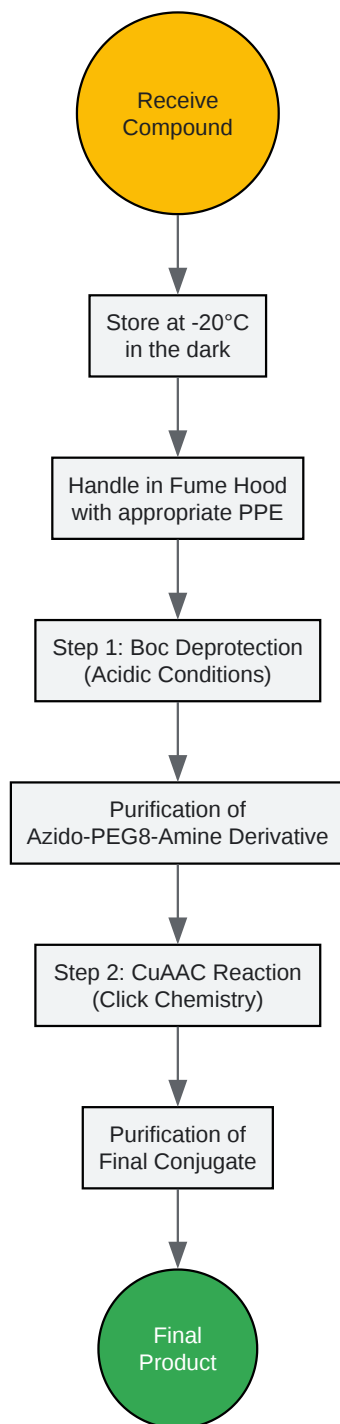 Receive
Compound
Store at -20°C
in the dark
Handle in Fume Hood
with appropriate PPE
Step 1: Boc Deprotection
(Acidic Conditions)
Purification of
Azido-PEG8-Amine Derivative
Step 2: CuAAC Reaction
(Click Chemistry)
Purification of
Final Conjugate
Final
Product